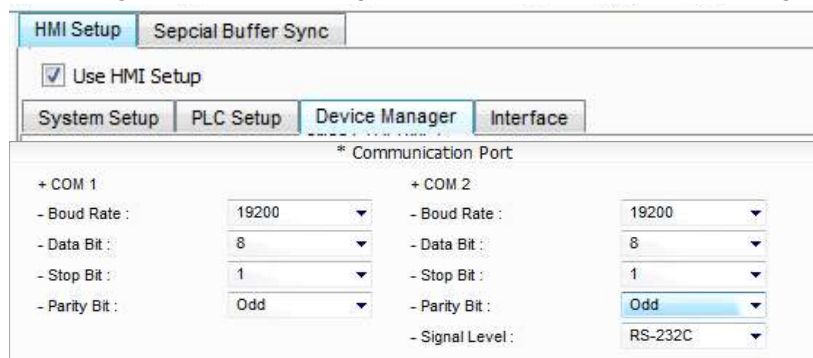 HMI Setup Sepcial Buffer Sync
Use HMI Setup
System Setup PLC Setup Device Manager Interface
* Communication Port
+ COM 1 + COM 2
- Boud Rate : 19200 - Boud Rate : 19200
- Data Bit : 8 - Data Bit : 8
- Stop Bit : 1 - Stop Bit : 1
- Parity Bit : Odd - Parity Bit : Odd
- Signal Level : RS-232C